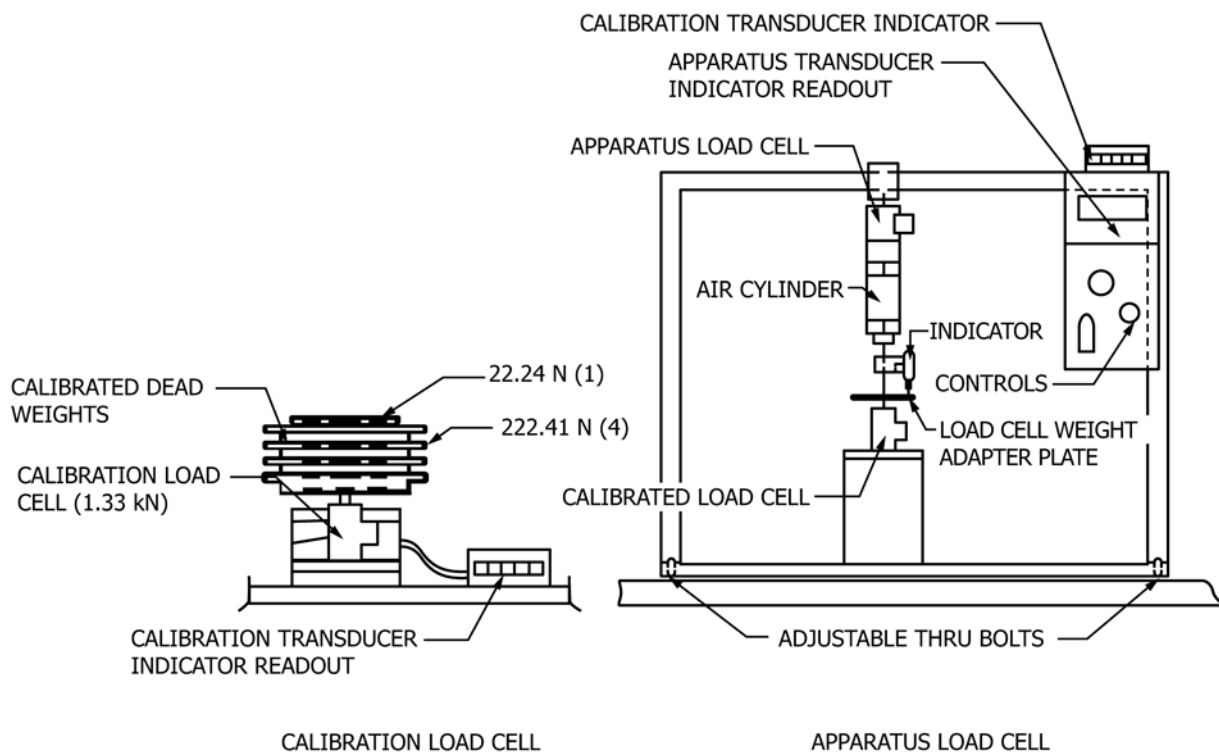 CALIBRATION TRANSDUCER INDICATOR
APPARATUS TRANSDUCER
INDICATOR READOUT
APPARATUS LOAD CELL
AIR CYLINDER
INDICATOR
CONTROLS
LOAD CELL WEIGHT
ADAPTER PLATE
CALIBRATED LOAD CELL
ADJUSTABLE THRU BOLTS
22.24 N (1)
CALIBRATED DEAD
WEIGHTS
222.41 N (4)
CALIBRATION LOAD
CELL (1.33 kN)
CALIBRATION TRANSDUCER
INDICATOR READOUT
CALIBRATION LOAD CELL
APPARATUS LOAD CELL